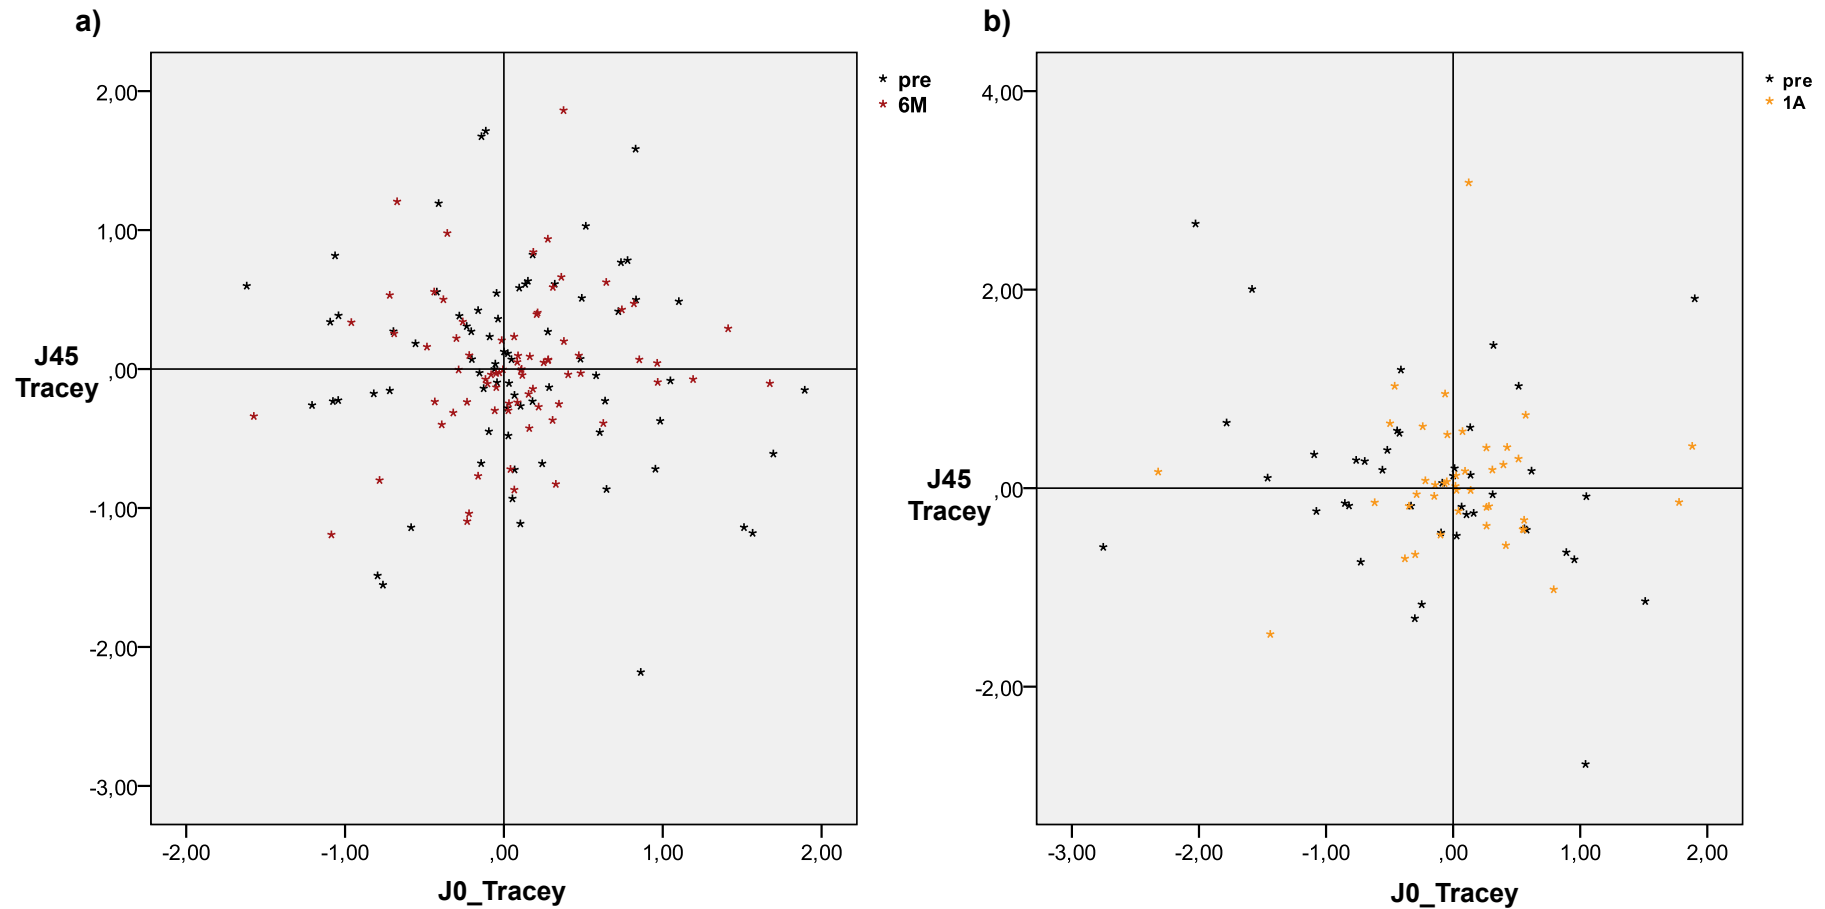 a)
pre
6M
2,00
1,00
,00
-1,00
-2,00
-3,00
J45
Tracey
-2,00 -1,00 ,00 1,00 2,00
J0_Tracey
b)
pre
1A
4,00
2,00
,00
-2,00
J45
Tracey
-3,00 -2,00 -1,00 ,00 1,00 2,00
J0_Tracey